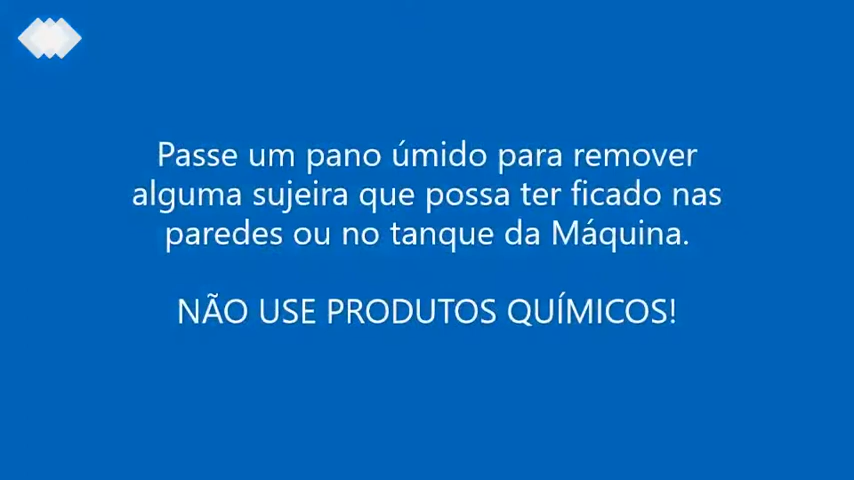 Passe um pano úmido para remover
alguma sujeira que possa ter ficado nas
paredes ou no tanque da Máquina.
NÃO USE PRODUTOS QUÍMICOS!